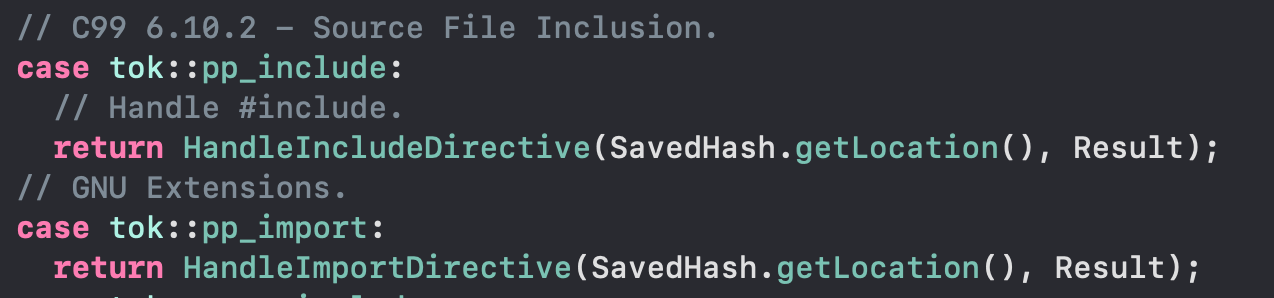 // C99 6.10.2 - Source File Inclusion.
case tok::pp_include:
// Handle #include.
return HandleIncludeDirective(SavedHash.getLocation(), Result);
// GNU Extensions.
case tok::pp_import:
return HandleImportDirective(SavedHash.getLocation(), Result);